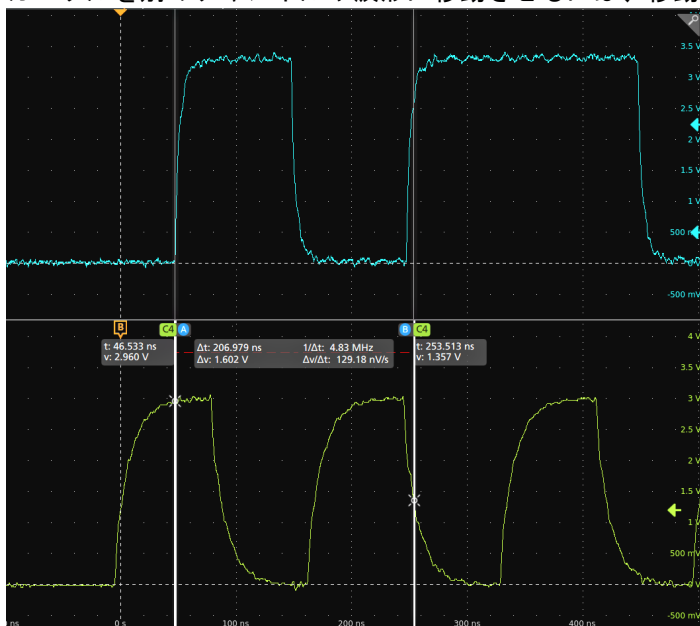 3.5 V
3 V
2.5 V
2 V
1.5 V
1 V
500 m
-500 mV
B
C4 A
B C4
t: 46.533 ns
v: 2.960 V
Δt: 206.979 ns 1/Δt: 4.83 MHz
Δv: 1.602 V Δv/Δt: 129.18 nV/s
t: 253.513 ns
v: 1.357 V
4 V
3 V
2.5 V
2 V
1.5 V
1 V
500 mV
0 V
-500 mV
ns 0 s 100 ns 200 ns 300 ns 400 ns